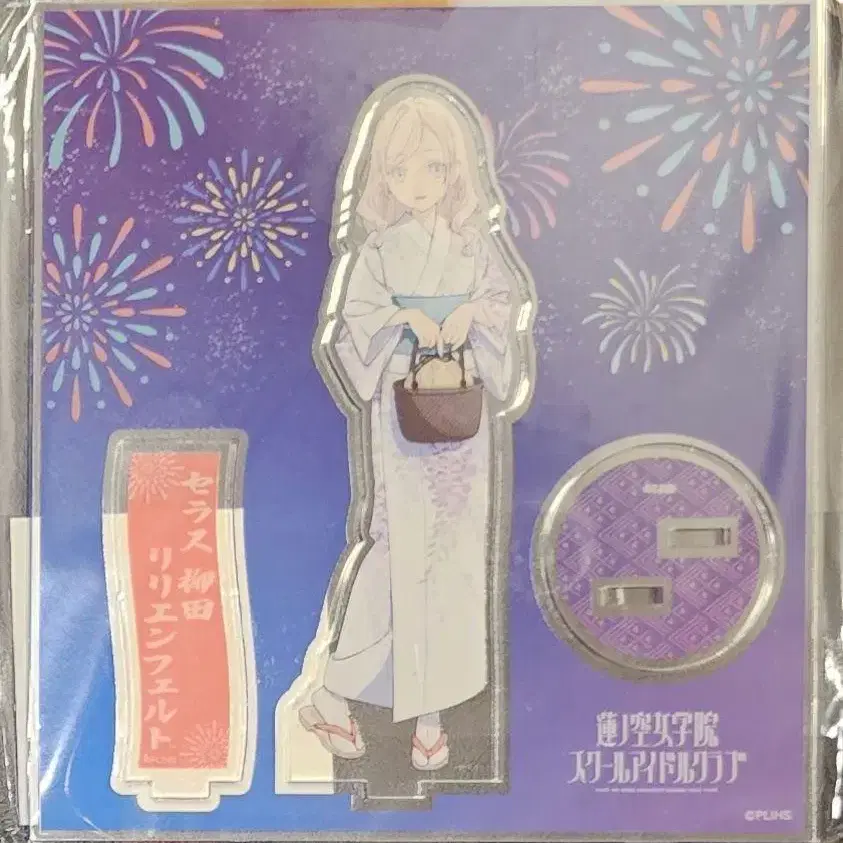 セラス 柳田
リリエンフェルト
蓮ノ空女学院
スクールアイドルクラブ
©PLIHS